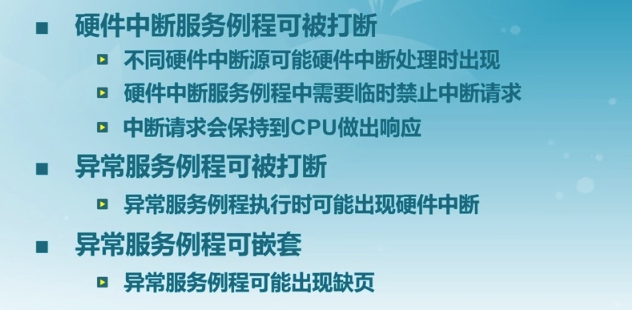 硬件中断服务例程可被打断
不同硬件中断源可能硬件中断处理时出现
硬件中断服务例程中需要临时禁止中断请求
中断请求会保持到CPU做出响应
异常服务例程可被打断
异常服务例程执行时可能出现硬件中断
异常服务例程可嵌套
异常服务例程可能出现缺页